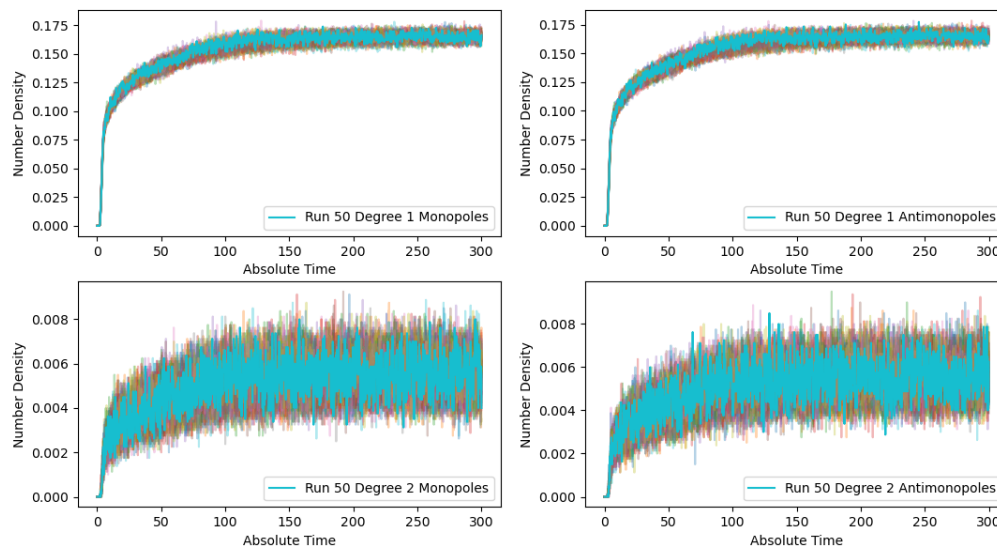 Number Density
0.175
0.150
0.125
0.100
0.075
0.050
0.025
0.000
Run 50 Degree 1 Monopoles
0 50 100 150 200 250 300
Absolute Time
Number Density
0.175
0.150
0.125
0.100
0.075
0.050
0.025
0.000
Run 50 Degree 1 Antimonopoles
0 50 100 150 200 250 300
Absolute Time
Number Density
0.008
0.006
0.004
0.002
0.000
Run 50 Degree 2 Monopoles
0 50 100 150 200 250 300
Absolute Time
Number Density
0.008
0.006
0.004
0.002
0.000
Run 50 Degree 2 Antimonopoles
0 50 100 150 200 250 300
Absolute Time